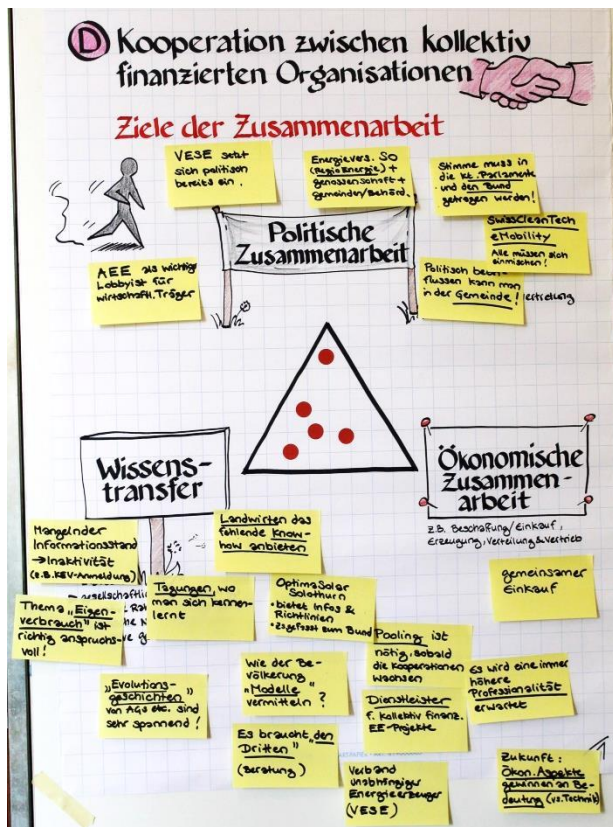 D Kooperation zwischen kollektiv
finanzierten Organisationen
Ziele der Zusammenarbeit
VESE setzt
sich politisch
bereits ein.
Energievers. SO
(RegioEnergie) +
genossenschaft +
gemeinden/Behörd.
Stimme muss in
die kt. Parlamente
und den Bund
getragen werden!
SwissCleanTech
eMobility
Alle müssen sich
einmischen!
Politische
Zusammenarbeit
AEE als wichtig
Lobbyist für
wirtschaftl. Träger
Politisch beein
flussen kann man
in der Gemeinde!
Wissens-
transfer
Ökonomische
Zusammen-
arbeit
z.B. Beschaffung/Einkauf,
Erzeugung, Verteilung & Vertrieb
Mangelnder
Informationsstand
→ Inaktivität
(z.B. KEV-Anmeldung)
Landwirten das
fehlende Know-
how anbieten
Thema „Eigen-
verbrauch" ist
richtig anspruchs-
voll!
Tagungen, wo
man sich kennen-
lernt
OptimaSolar
Solothurn
• bietet Infos &
Richtlinien
gemeinsamer
Einkauf
Pooling ist
nötig, sobald
die Kooperationen
wachsen
„Evolutions-
geschichten"
von AGs etc. sind
sehr spannend!
Wie der Be-
völkerung
„Modelle"
vermitteln?
Dienstleister
f. kollektiv finanz.
EE-Projekte
Es wird eine immer
höhere
Professionalität
erwartet
Es braucht „den
Dritten"
(Beratung)
Verband
unabhängiger
Energieerzeuger
(VESE)
Zukunft:
Ökon. Aspekte
gewinnen an Be-
deutung (vs. Technik)